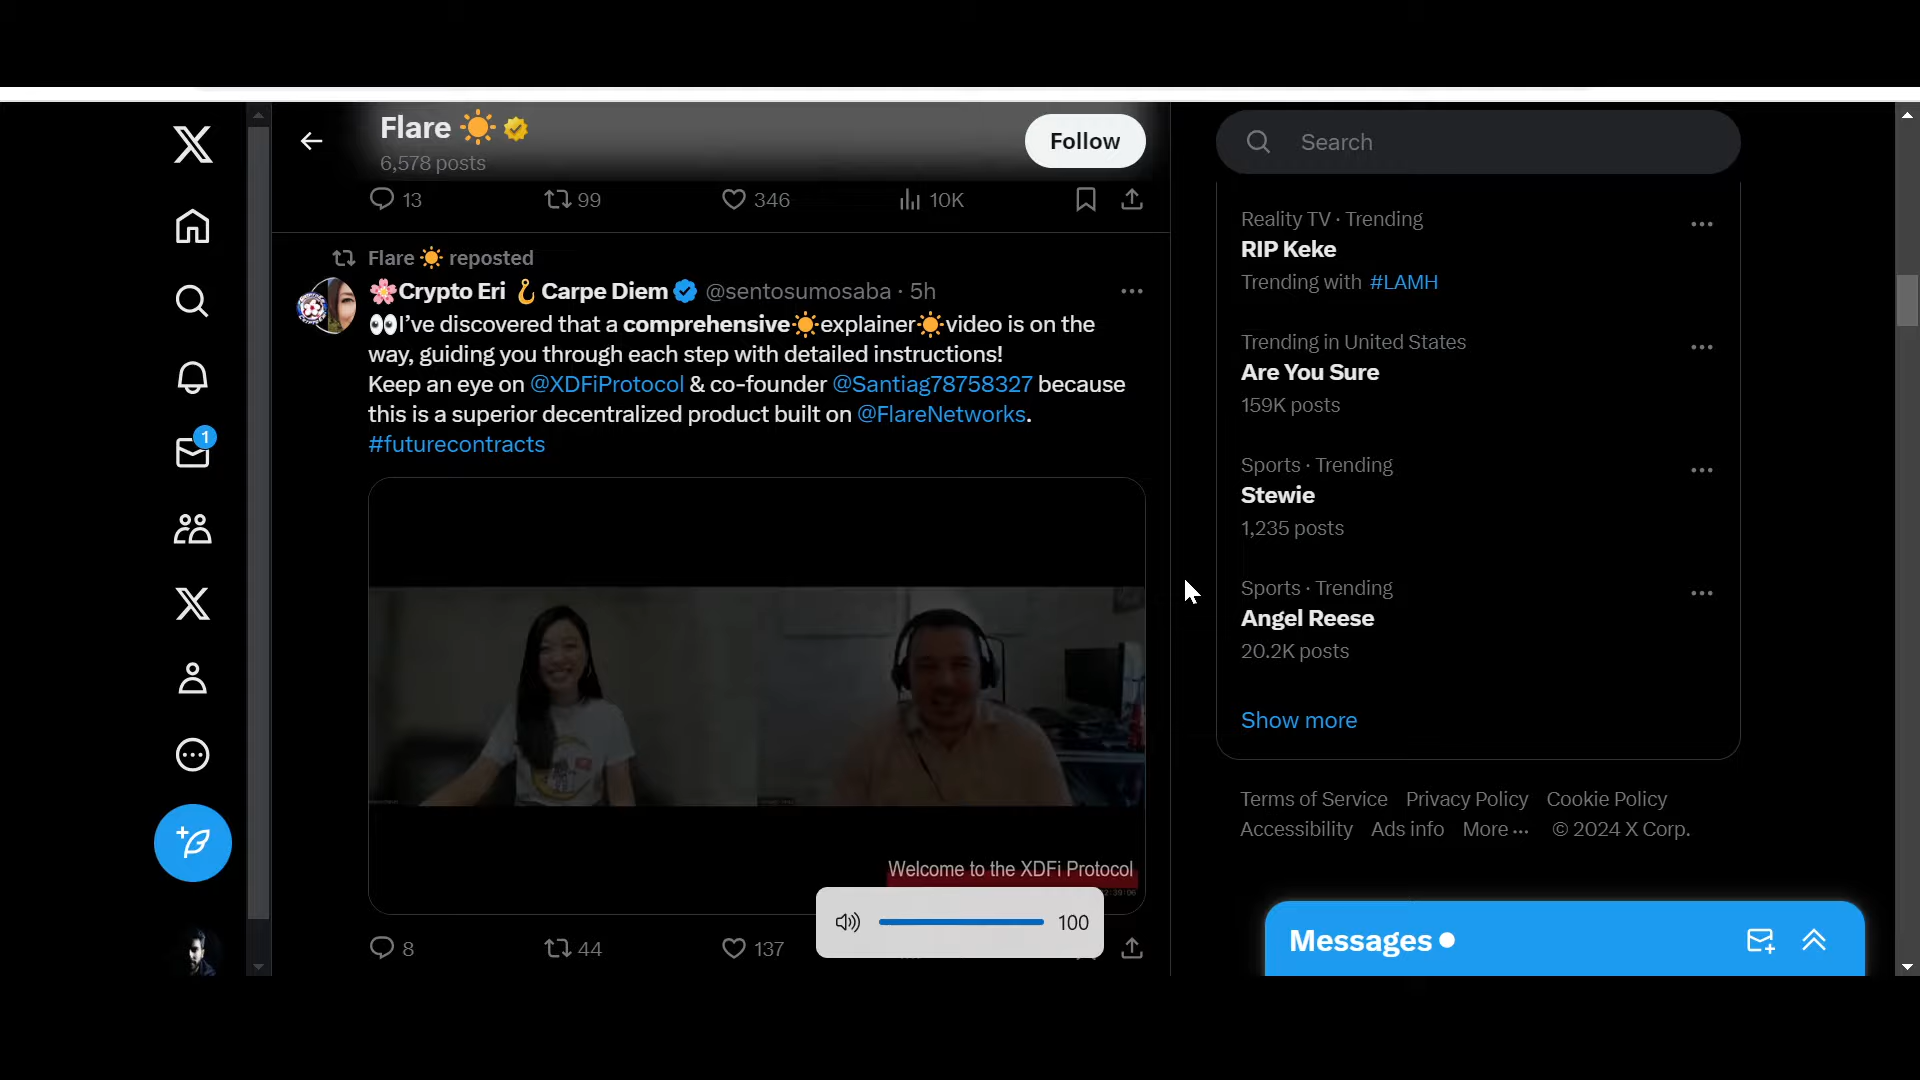 Flare
6,578 posts
Follow
Search
13
99
346
10K
Flare reposted
Crypto Eri Carpe Diem @sentosumosaba · 5h
I've discovered that a comprehensive explainer video is on the
way, guiding you through each step with detailed instructions!
Keep an eye on @XDFiProtocol & co-founder @Santiag78758327 because
this is a superior decentralized product built on @FlareNetworks.
#futurecontracts
Welcome to the XDFi Protocol
100
8
44
137
Reality TV · Trending
RIP Keke
Trending with #LAMH
Trending in United States
Are You Sure
159K posts
Sports · Trending
Stewie
1,235 posts
Sports · Trending
Angel Reese
20.2K posts
Show more
Terms of Service Privacy Policy Cookie Policy
Accessibility Ads info More ··· © 2024 X Corp.
Messages
1